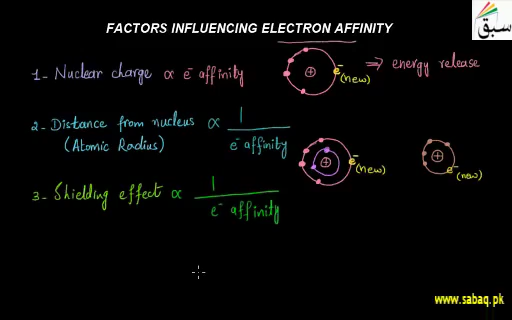 FACTORS INFLUENCING ELECTRON AFFINITY
سبق
1- Nuclear charge ∝ e⁻ affinity
+
e⁻ (new)
⇒ energy release
2- Distance from nucleus ∝ 1 / e⁻ affinity
(Atomic Radius)
+
e⁻ (new)
+
e⁻ (new)
3- Shielding effect ∝ 1 / e⁻ affinity
www.sabaq.pk